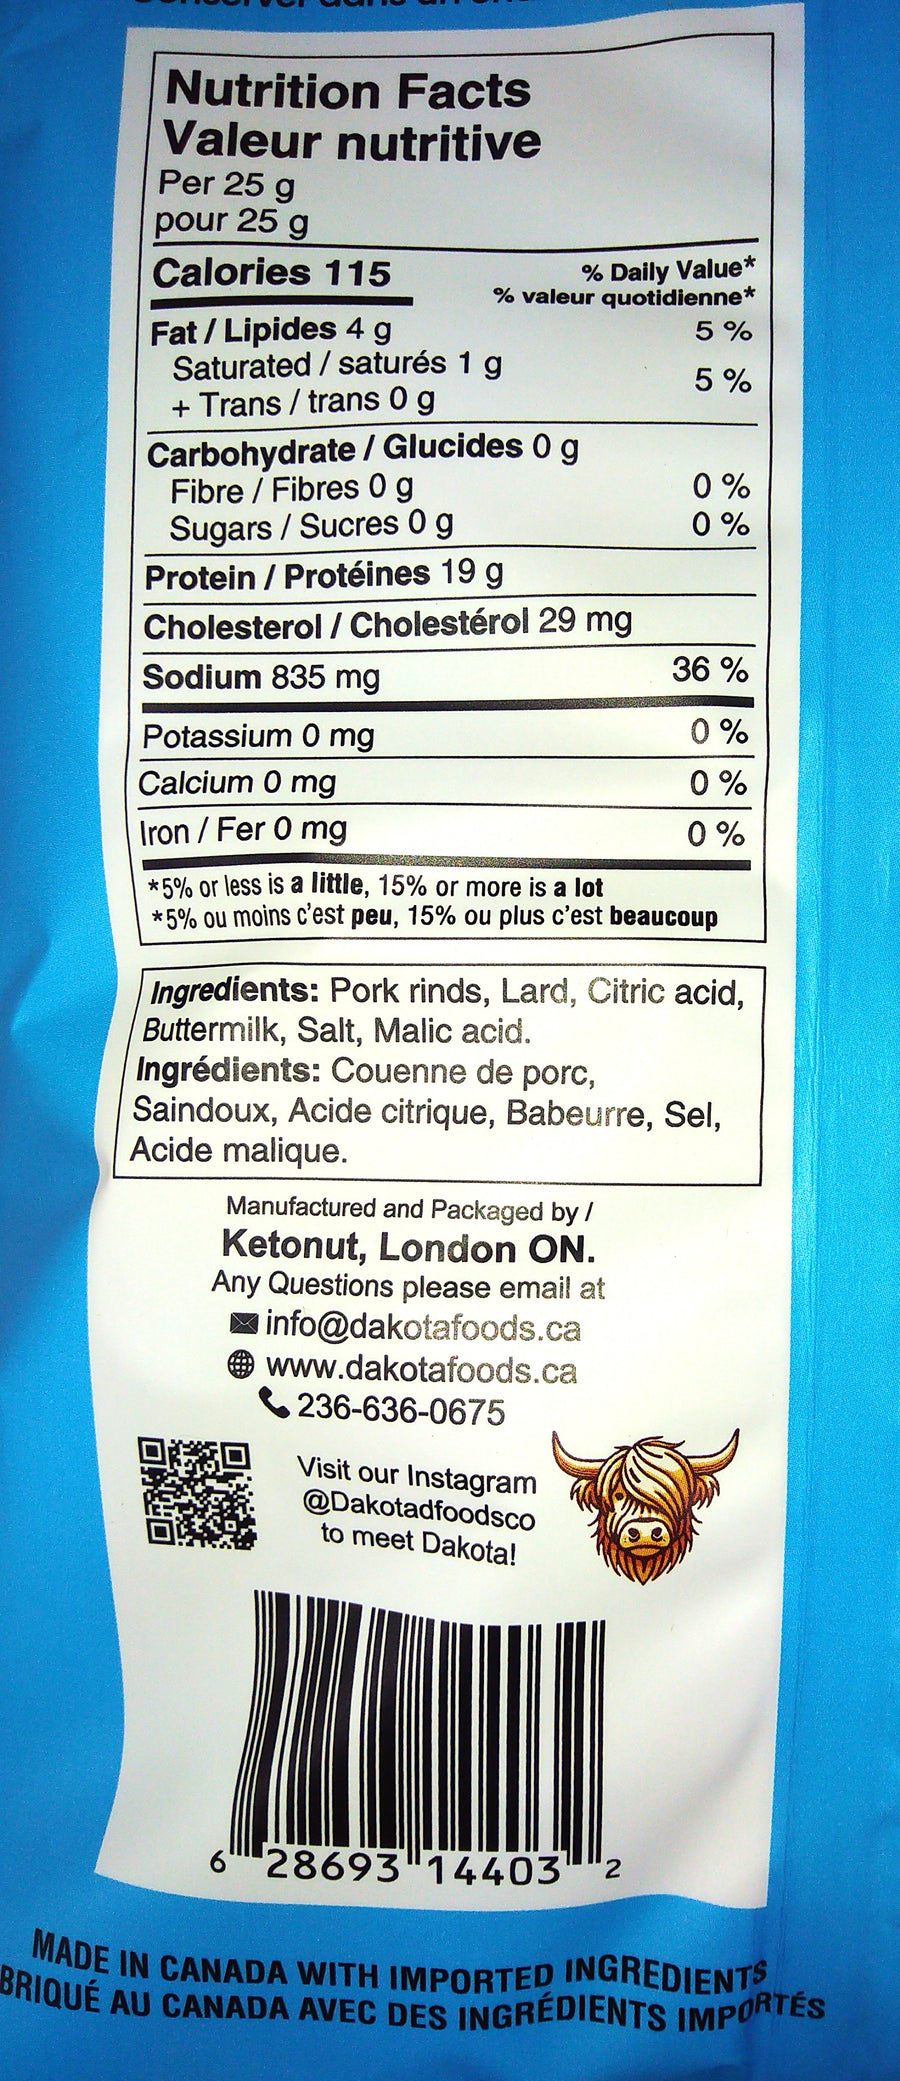 Conserver dans un
Nutrition Facts
Valeur nutritive
Per 25 g
pour 25 g
Calories 115
% Daily Value*
% valeur quotidienne*
Fat / Lipides 4 g 5 %
Saturated / saturés 1 g
+ Trans / trans 0 g 5 %
Carbohydrate / Glucides 0 g
Fibre / Fibres 0 g 0 %
Sugars / Sucres 0 g 0 %
Protein / Protéines 19 g
Cholesterol / Cholestérol 29 mg
Sodium 835 mg 36 %
Potassium 0 mg 0 %
Calcium 0 mg 0 %
Iron / Fer 0 mg 0 %
*5% or less is a little, 15% or more is a lot
*5% ou moins c'est peu, 15% ou plus c'est beaucoup
Ingredients: Pork rinds, Lard, Citric acid,
Buttermilk, Salt, Malic acid.
Ingrédients: Couenne de porc,
Saindoux, Acide citrique, Babeurre, Sel,
Acide malique.
Manufactured and Packaged by /
Ketonut, London ON.
Any Questions please email at
info@dakotafoods.ca
www.dakotafoods.ca
236-636-0675
Visit our Instagram
@Dakotadfoodsco
to meet Dakota!
6 28693 14403 2
MADE IN CANADA WITH IMPORTED INGREDIENTS
BRIQUÉ AU CANADA AVEC DES INGRÉDIENTS IMPORTÉS